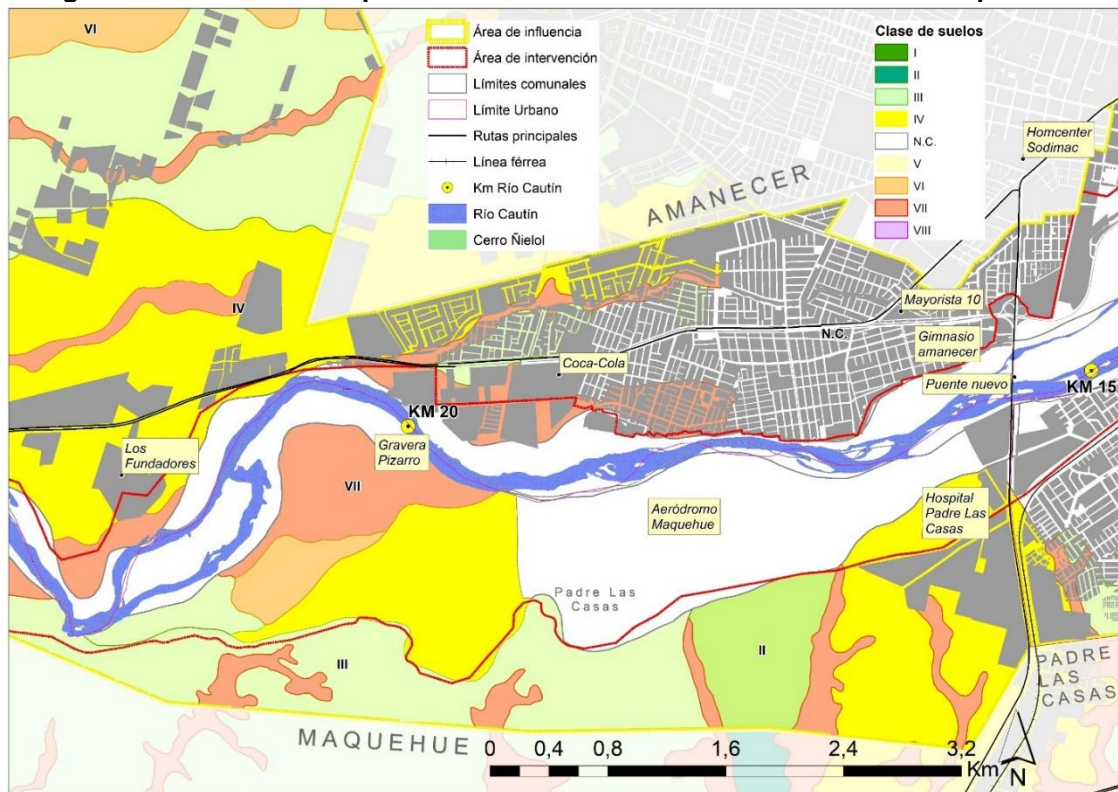 Área de influencia
Área de intervención
Límites comunales
Límite Urbano
Rutas principales
Línea férrea
Km Río Cautín
Río Cautín
Cerro Ñielol
Clase de suelos
I
II
III
IV
N.C.
V
VI
VII
VIII
VI
AMANECER
Homcenter
Sodimac
IV
Mayorista 10
N.C.
Gimnasio
amanecer
Coca-Cola
Puente nuevo
KM 15
KM 20
Los
Fundadores
Gravera
Pizarro
VII
Aeródromo
Maquehue
Hospital
Padre Las
Casas
Padre Las
Casas
III
II
PADRE
LAS
CASAS
MAQUEHUE
0 0,4 0,8 1,6 2,4 3,2
Km
N